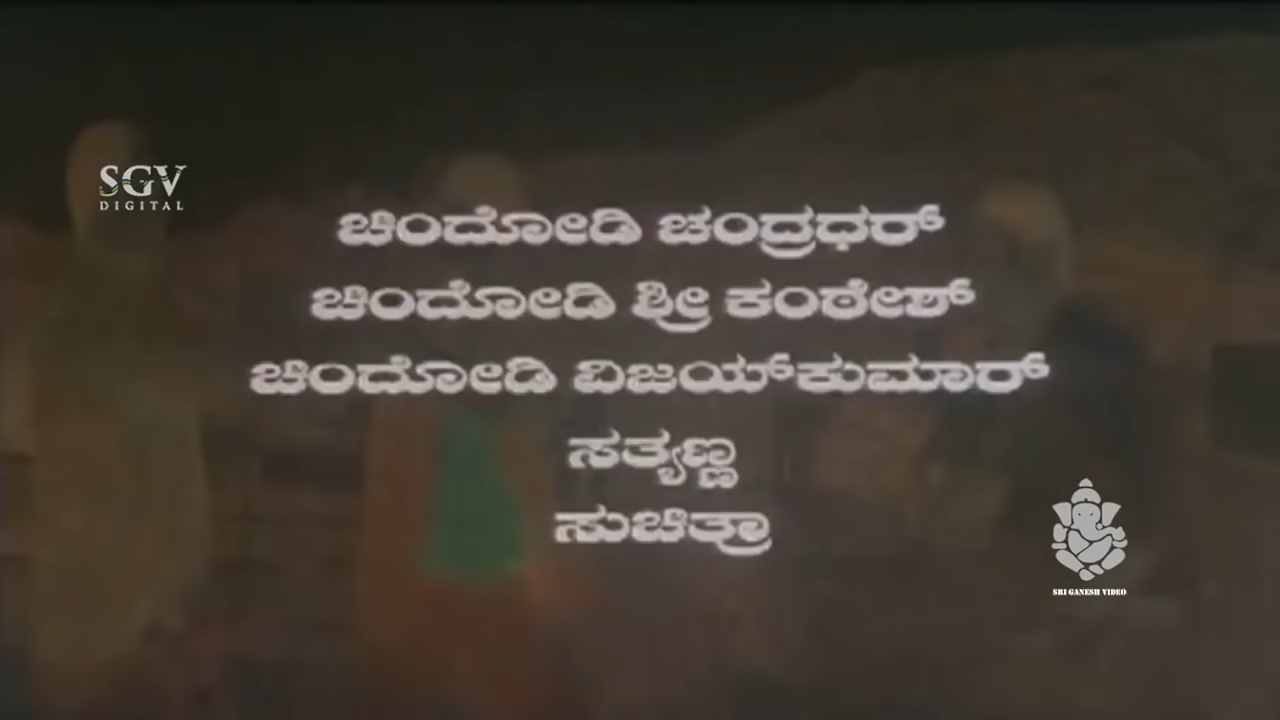 SGV
DIGITAL
ಚಿಂದೋಡಿ ಚಂದ್ರಧರ್
ಚಿಂದೋಡಿ ಶ್ರೀ ಕಂಠೇಶ್
ಚಿಂದೋಡಿ ವಿಜಯ್‌ಕುಮಾರ್
ಸತ್ಯಣ್ಣ
ಸುಚಿತ್ರಾ
SRI GANESH VIDEO